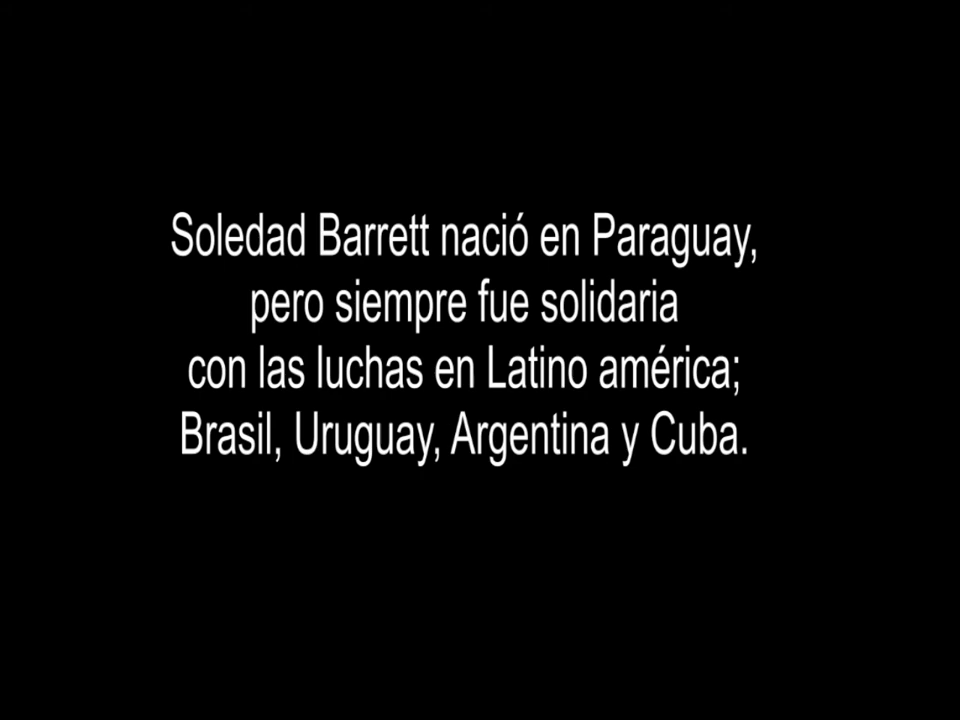 Soledad Barrett nació en Paraguay,
pero siempre fue solidaria
con las luchas en Latino américa;
Brasil, Uruguay, Argentina y Cuba.